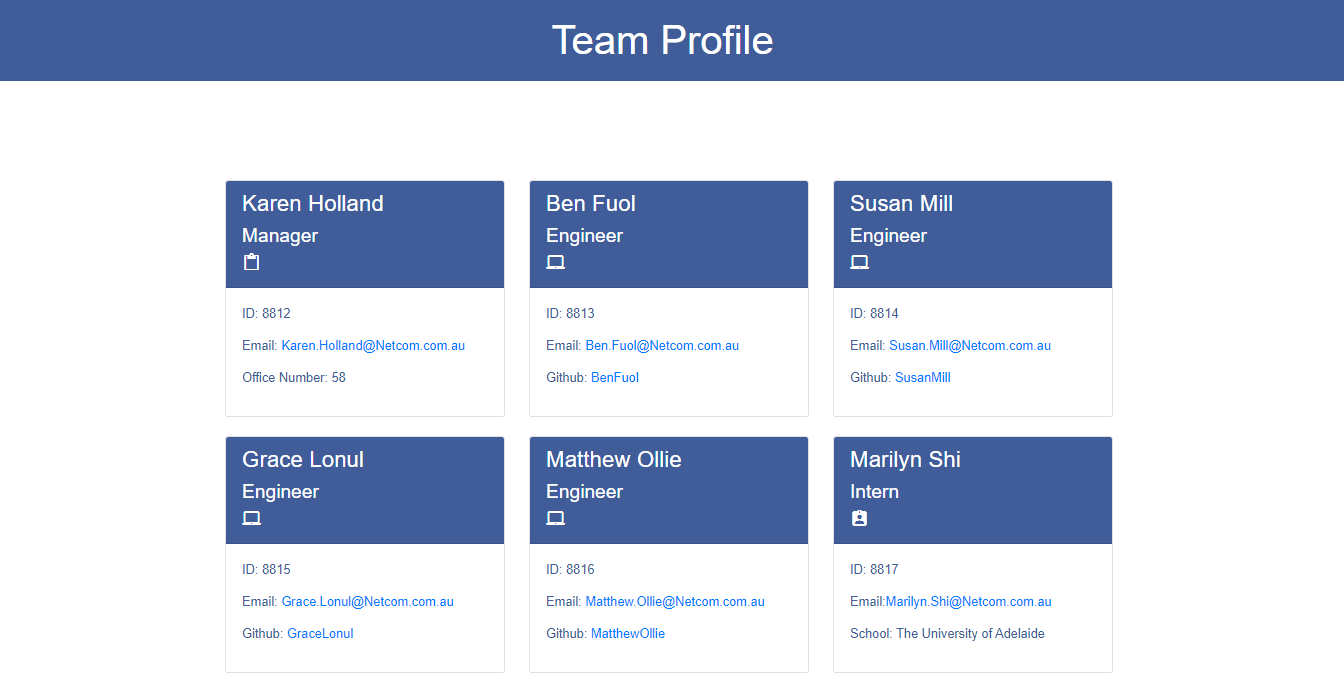 Team Profile
Karen Holland
Manager
ID: 8812
Email: Karen.Holland@Netcom.com.au
Office Number: 58
Ben Fuol
Engineer
ID: 8813
Email: Ben.Fuol@Netcom.com.au
Github: BenFuol
Susan Mill
Engineer
ID: 8814
Email: Susan.Mill@Netcom.com.au
Github: SusanMill
Grace Lonul
Engineer
ID: 8815
Email: Grace.Lonul@Netcom.com.au
Github: GraceLonul
Matthew Ollie
Engineer
ID: 8816
Email: Matthew.Ollie@Netcom.com.au
Github: MatthewOllie
Marilyn Shi
Intern
ID: 8817
Email:Marilyn.Shi@Netcom.com.au
School: The University of Adelaide